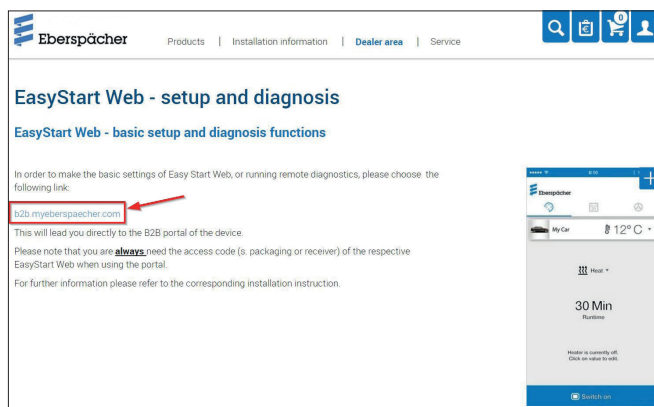 Eberspächer
Products | Installation information | Dealer area | Service
0
EasyStart Web - setup and diagnosis
EasyStart Web - basic setup and diagnosis functions
In order to make the basic settings of Easy Start Web, or running remote diagnostics, please choose the
following link:
b2b.myeberspaecher.com
This will lead you directly to the B2B portal of the device.
Please note that you are always need the access code (s. packaging or receiver) of the respective
EasyStart Web when using the portal.
For further information please refer to the corresponding installation instruction.
Eberspächer
My Car
12° C
Heat
30 Min
Runtime
Heater is currently off.
Click on value to edit.
Switch on